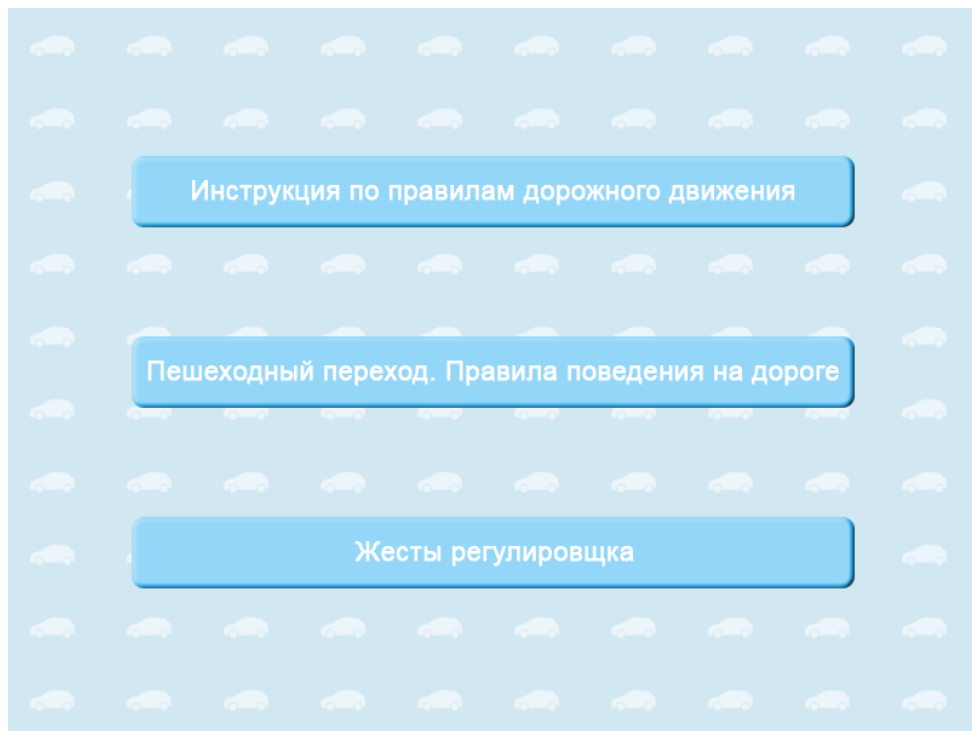 Инструкция по правилам дорожного движения
Пешеходный переход. Правила поведения на дороге
Жесты регулировщка